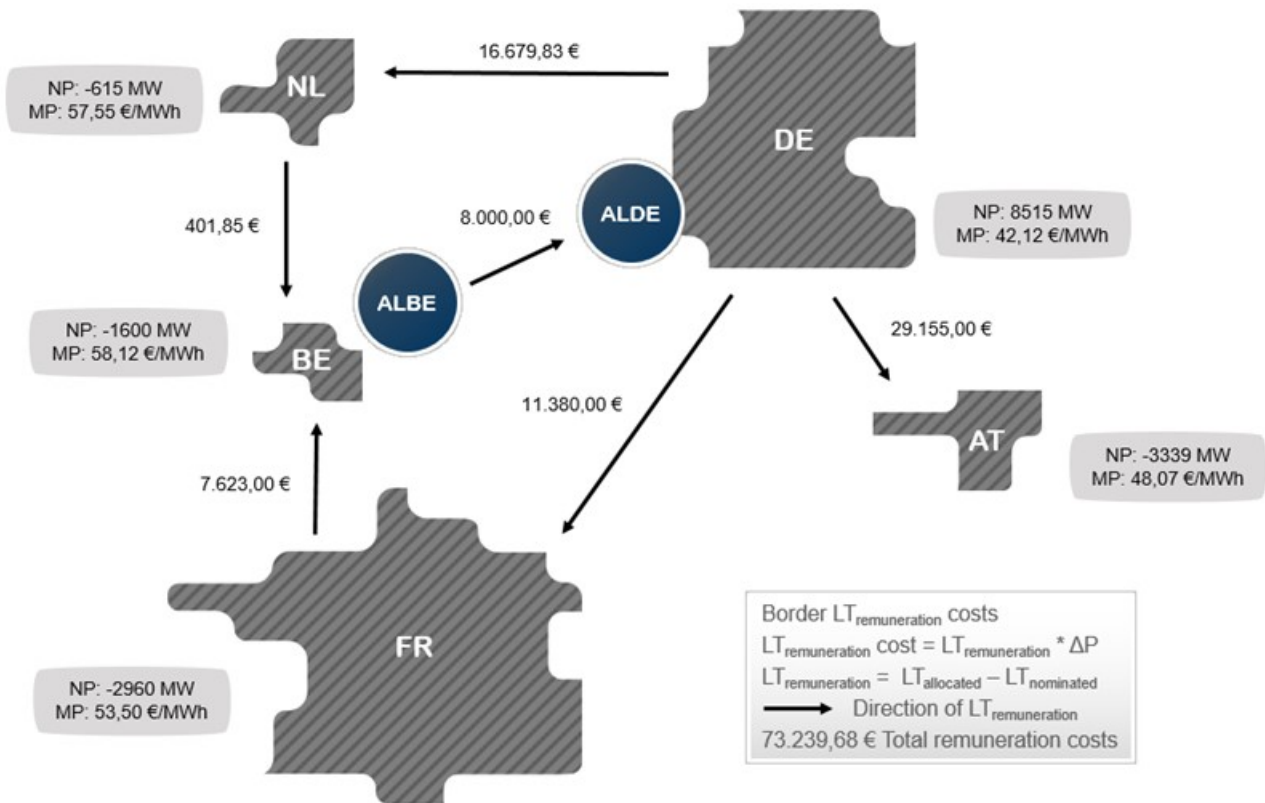 16.679,83 €
NL
NP: -615 MW
MP: 57,55 €/MWh
DE
401,85 €
8.000,00 €
ALDE
NP: 8515 MW
MP: 42,12 €/MWh
ALBE
NP: -1600 MW
MP: 58,12 €/MWh
BE
29.155,00 €
11.380,00 €
AT
NP: -3339 MW
MP: 48,07 €/MWh
7.623,00 €
FR
NP: -2960 MW
MP: 53,50 €/MWh
Border LTremuneration costs
LTremuneration cost = LTremuneration * ΔP
LTremuneration = LTallocated – LTnominated
Direction of LTremuneration
73.239,68 € Total remuneration costs